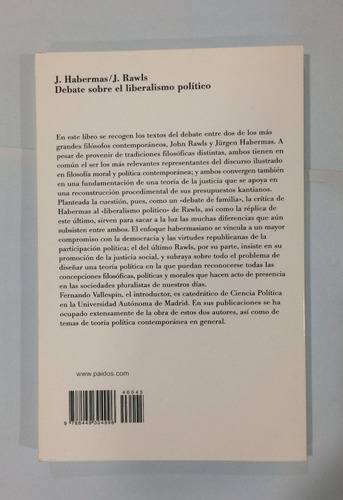 J. Habermas/J. Rawls
Debate sobre el liberalismo político
En este libro se recogen los textos del debate entre dos de los más
grandes filósofos contemporáneos, John Rawls y Jürgen Habermas. A
pesar de provenir de tradiciones filosóficas distintas, ambos tienen en
común el ser los más relevantes representantes del discurso ilustrado
en filosofía moral y política contemporánea; y ambos convergen también
en una fundamentación de una teoría de la justicia que se apoya en
una reconstrucción procedimental de sus presupuestos kantianos.
Planteada la cuestión, pues, como un «debate de familia», la crítica de
Habermas al «liberalismo político» de Rawls, así como la réplica de
este último, sirven para sacar a la luz las muchas diferencias que aún
subsisten entre ambos. El enfoque habermasiano se vincula a un mayor
compromiso con la democracia y las virtudes republicanas de la
participación política; el del último Rawls, por su parte, insiste en su
promoción de la justicia social, y subraya sobre todo el problema de
diseñar una teoría política en la que puedan reconocerse todas las
concepciones filosóficas, políticas y morales que hacen acto de presencia
en las sociedades pluralistas de nuestros días.
Fernando Vallespín, el introductor, es catedrático de Ciencia Política
en la Universidad Autónoma de Madrid. En sus publicaciones se ha
ocupado extensamente de la obra de estos dos autores, así como de
temas de teoría política contemporánea en general.
www.paidos.com
46045